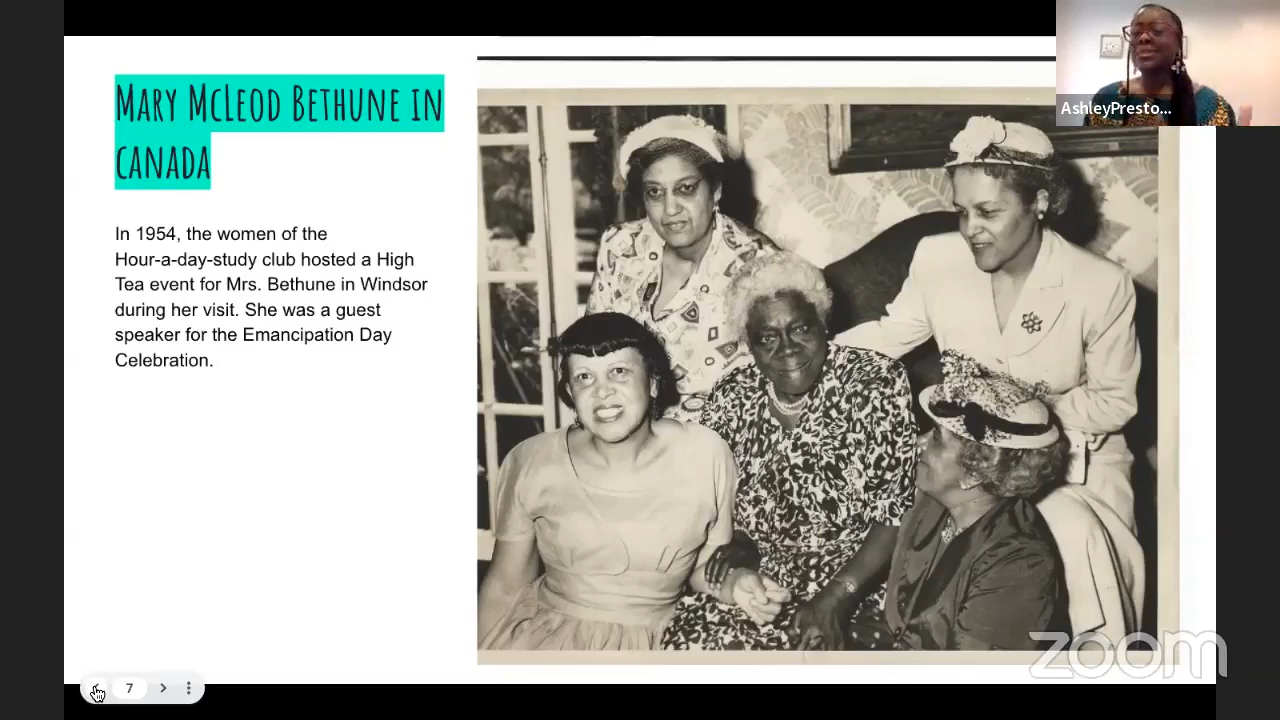 Mary McLeod Bethune in
canada
In 1954, the women of the
Hour-a-day-study club hosted a High
Tea event for Mrs. Bethune in Windsor
during her visit. She was a guest
speaker for the Emancipation Day
Celebration.
AshleyPresto...
zoom
7